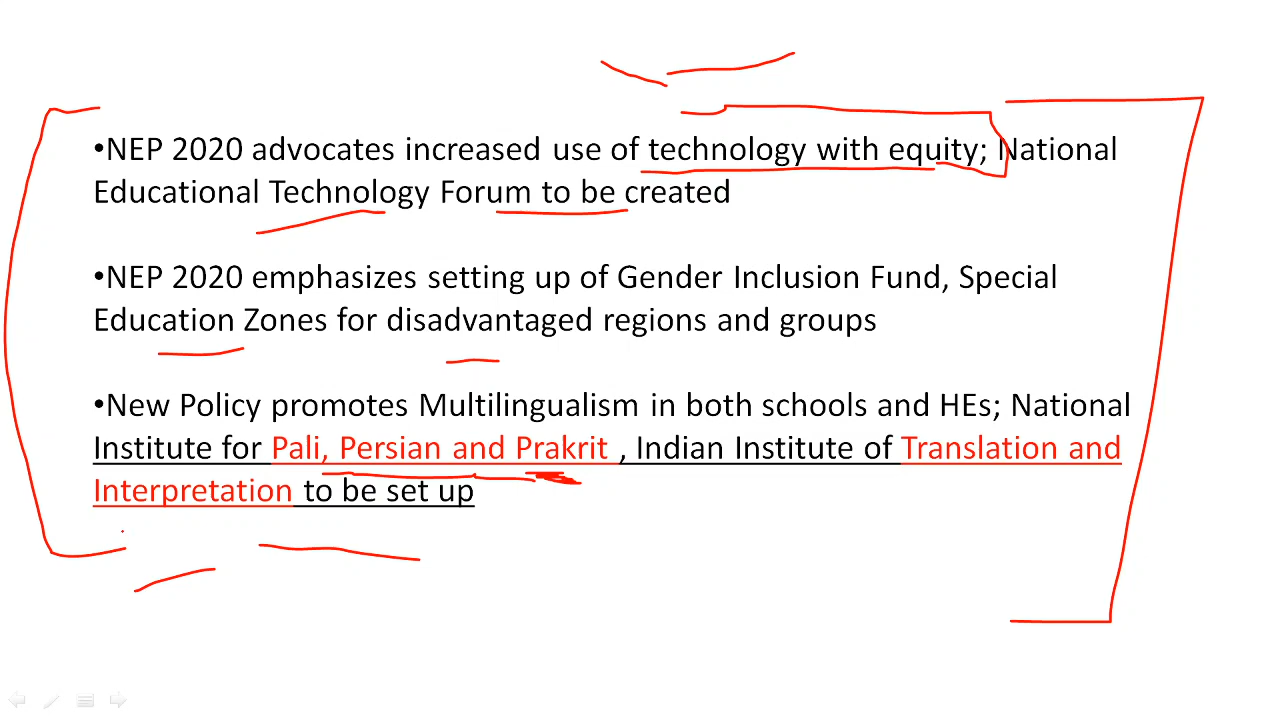 •NEP 2020 advocates increased use of technology with equity; National
Educational Technology Forum to be created
•NEP 2020 emphasizes setting up of Gender Inclusion Fund, Special
Education Zones for disadvantaged regions and groups
•New Policy promotes Multilingualism in both schools and HEs; National
Institute for Pali, Persian and Prakrit , Indian Institute of Translation and
Interpretation to be set up